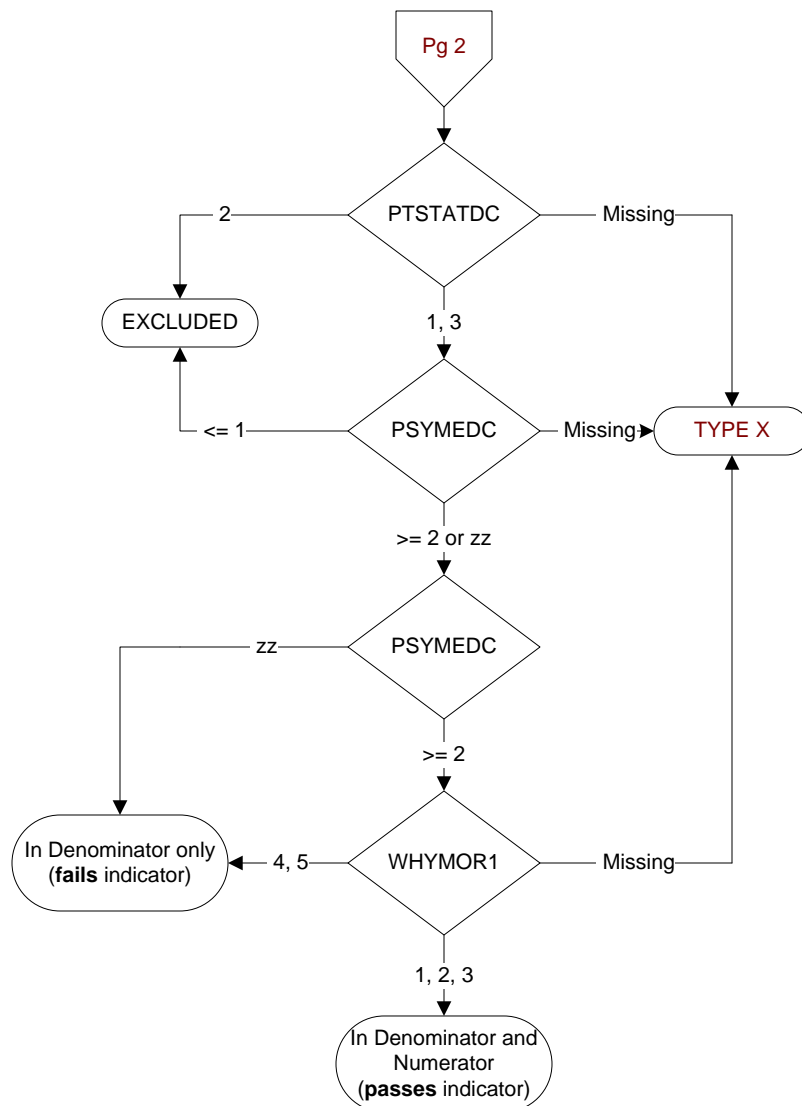 Pg 2
PTSTATDC
2
Missing
EXCLUDED
1, 3
PSYMEDC
<= 1
Missing
TYPE X
>= 2 or zz
PSYMEDC
zz
>= 2
In Denominator only
(fails indicator)
4, 5
WHYMOR1
Missing
1, 2, 3
In Denominator and
Numerator
(passes indicator)